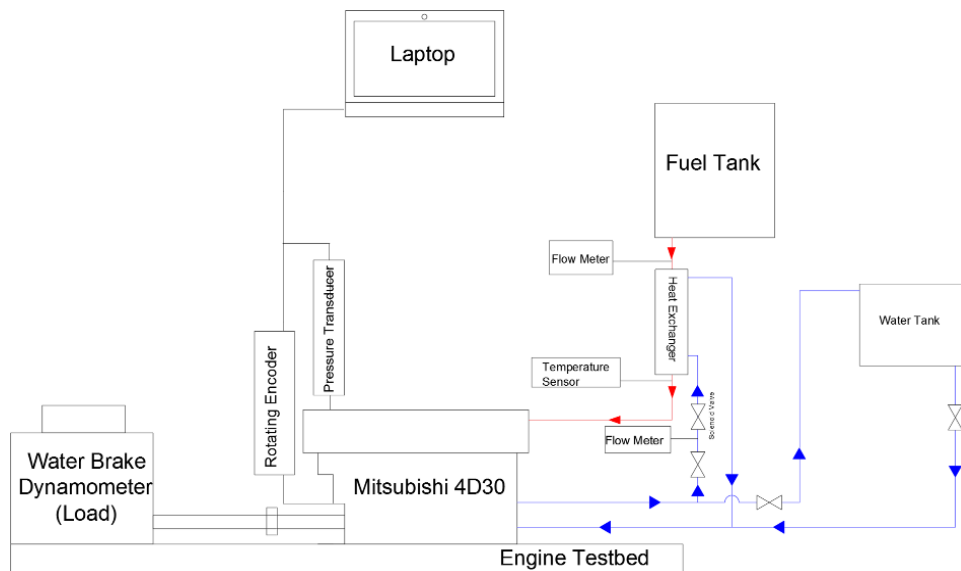 Laptop
Fuel Tank
Flow Meter
Heat Exchanger
Pressure Transducer
Water Tank
Rotating Encoder
Temperature
Sensor
Flow Meter
Water Brake
Dynamometer
(Load)
Mitsubishi 4D30
Engine Testbed